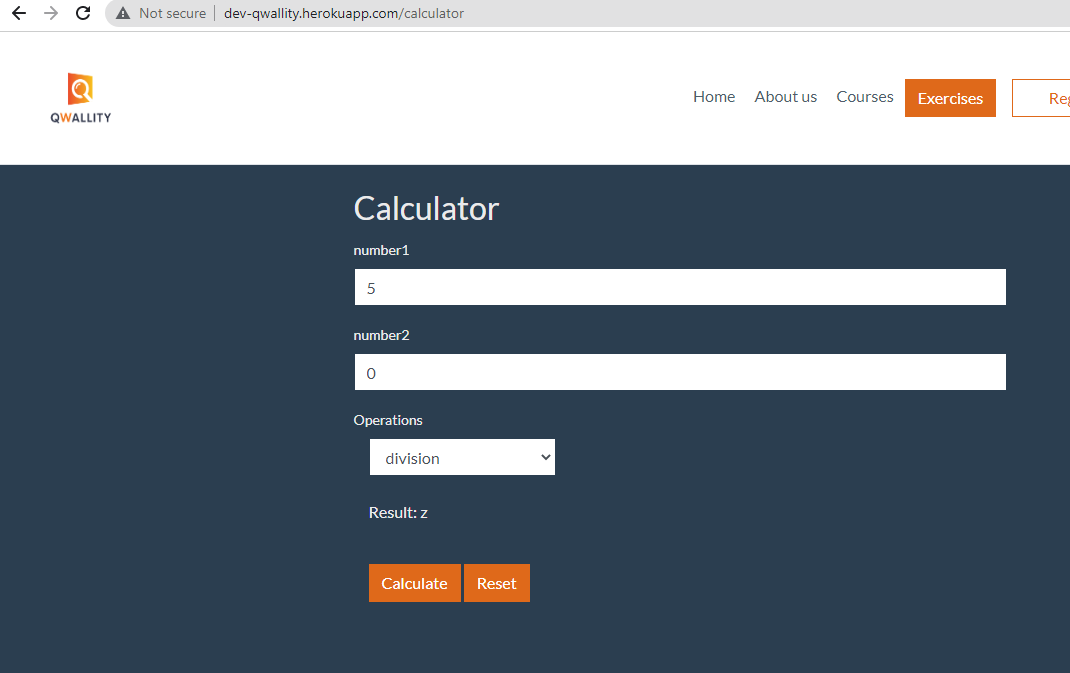 Not secure | dev-qwallity.herokuapp.com/calculator
QWALLITY
Home About us Courses Exercises Reg
Calculator
number1
5
number2
0
Operations
division
Result: z
Calculate Reset